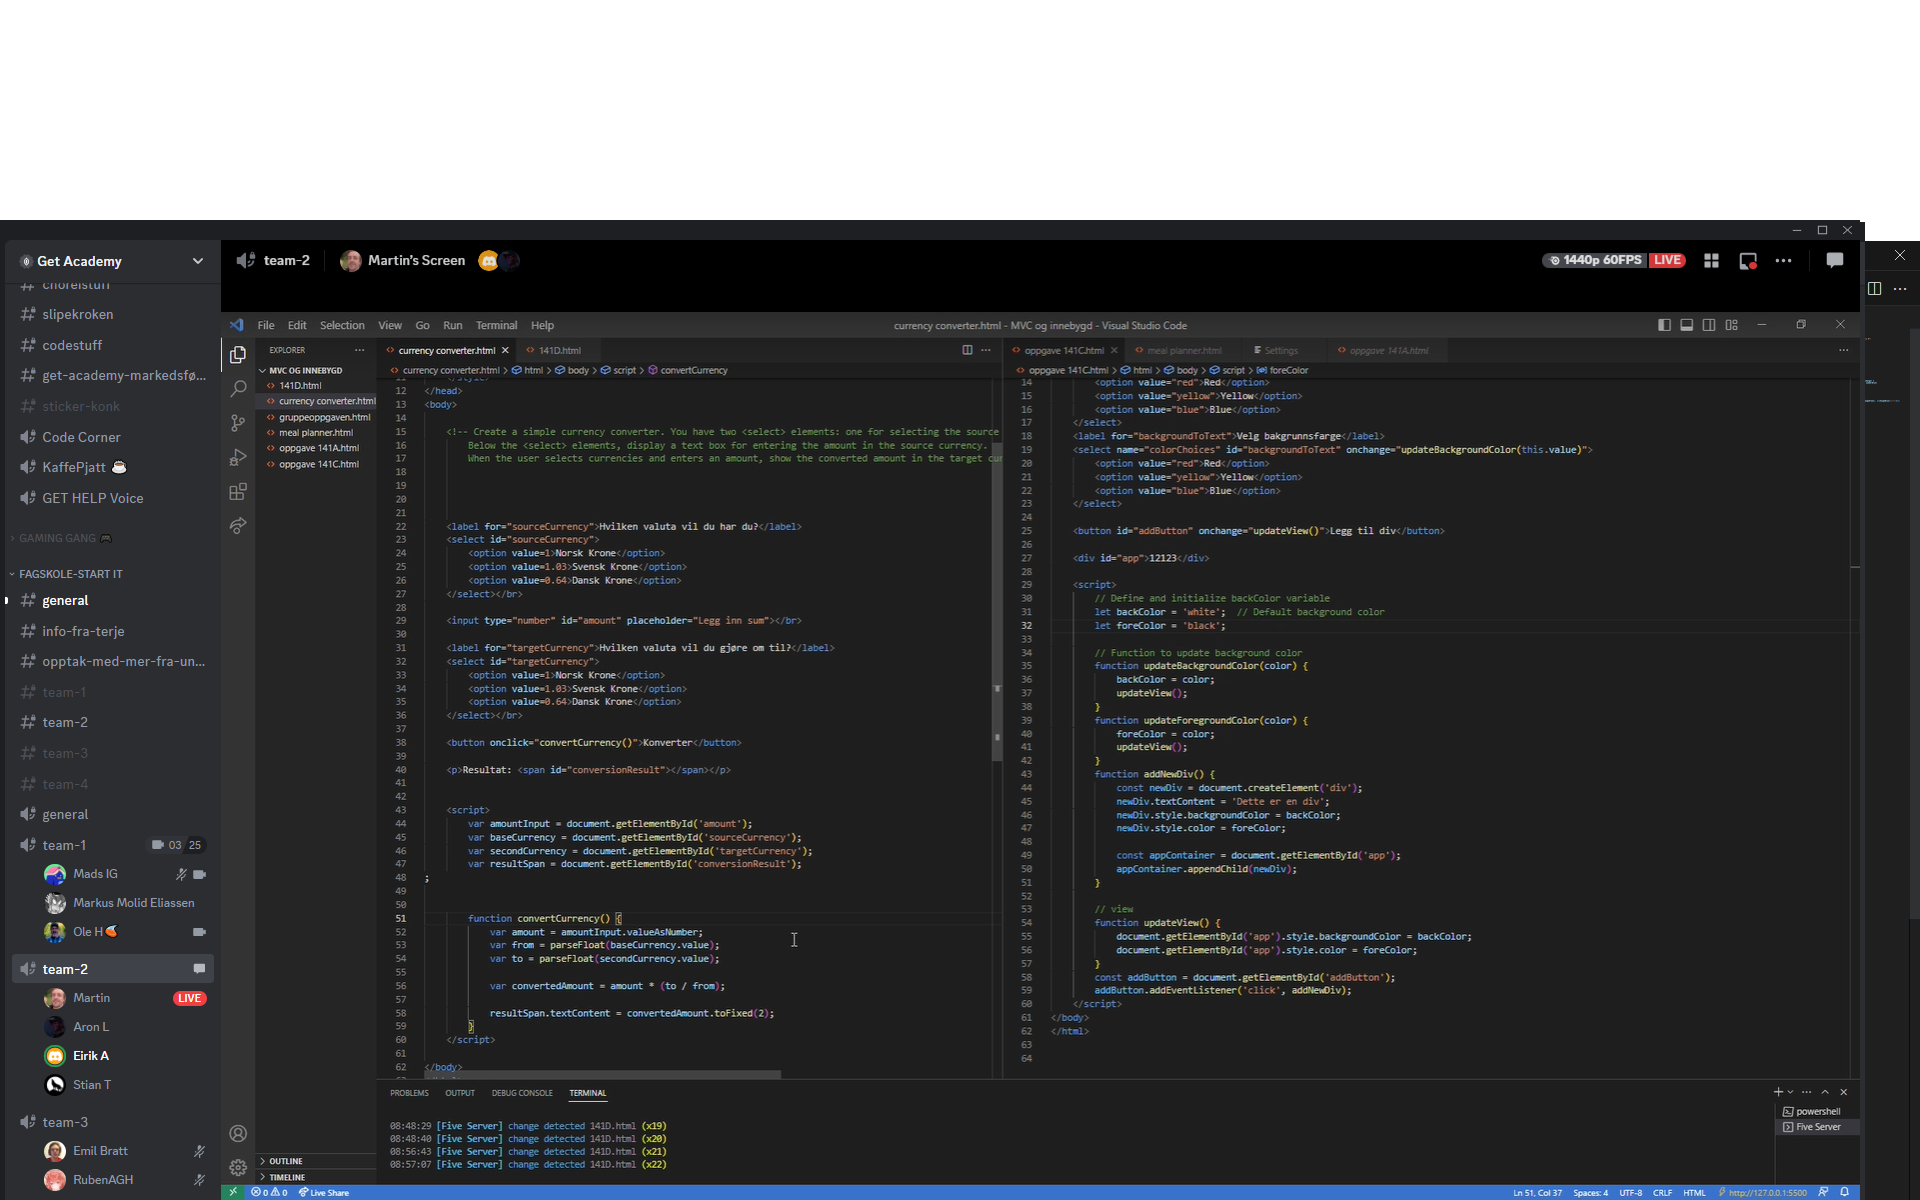 Get Academy
team-2
Martin's Screen
1440p 60FPS
LIVE
chorelstuff
slipekroken
codestuff
get-academy-markedsfø...
sticker-konk
Code Corner
KaffePjatt ☕
GET HELP Voice
GAMING GANG 🎮
FAGSKOLE-START IT
general
info-fra-terje
opptak-med-mer-fra-un...
team-1
team-2
team-3
team-4
general
team-1
03 25
Mads IG
Markus Molid Eliassen
Ole H
team-2
Martin
LIVE
Aron L
Eirik A
Stian T
team-3
Emil Bratt
RubenAGH
File Edit Selection View Go Run Terminal Help
currency converter.html - MVC og innebygd - Visual Studio Code
EXPLORER
MVC OG INNEBYGD
141D.html
currency converter.html
gruppeoppgaven.html
meal planner.html
oppgave 141A.html
oppgave 141C.html
OUTLINE
TIMELINE
currency converter.html 141D.html
currency converter.html > html > body > script > convertCurrency
11 </style>
12 </head>
13 <body>
14
15 <!-- Create a simple currency converter. You have two <select> elements: one for selecting the source
16 Below the <select> elements, display a text box for entering the amount in the source currency.
17 When the user selects currencies and enters an amount, show the converted amount in the target cur
18
19
20
21
22 <label for="sourceCurrency">Hvilken valuta vil du har du?</label>
23 <select id="sourceCurrency">
24 <option value=1>Norsk Krone</option>
25 <option value=1.03>Svensk Krone</option>
26 <option value=0.64>Dansk Krone</option>
27 </select></br>
28
29 <input type="number" id="amount" placeholder="Legg inn sum"></br>
30
31 <label for="targetCurrency">Hvilken valuta vil du gjøre om til?</label>
32 <select id="targetCurrency">
33 <option value=1>Norsk Krone</option>
34 <option value=1.03>Svensk Krone</option>
35 <option value=0.64>Dansk Krone</option>
36 </select></br>
37
38 <button onclick="convertCurrency()">Konverter</button>
39
40 <p>Resultat: <span id="conversionResult"></span></p>
41
42
43 <script>
44 var amountInput = document.getElementById('amount');
45 var baseCurrency = document.getElementById('sourceCurrency');
46 var secondCurrency = document.getElementById('targetCurrency');
47 var resultSpan = document.getElementById('conversionResult');
48 ;
49
50
51 function convertCurrency() {
52 var amount = amountInput.valueAsNumber;
53 var from = parseFloat(baseCurrency.value);
54 var to = parseFloat(secondCurrency.value);
55
56 var convertedAmount = amount * (to / from);
57
58 resultSpan.textContent = convertedAmount.toFixed(2);
59 }
60 </script>
61
62 </body>
oppgave 141C.html meal planner.html Settings oppgave 141A.html
oppgave 141C.html > html > body > script > foreColor
14 <option value="red">Red</option>
15 <option value="yellow">Yellow</option>
16 <option value="blue">Blue</option>
17 </select>
18 <label for="backgroundToText">Velg bakgrunnsfarge</label>
19 <select name="colorChoices" id="backgroundToText" onchange="updateBackgroundColor(this.value)">
20 <option value="red">Red</option>
21 <option value="yellow">Yellow</option>
22 <option value="blue">Blue</option>
23 </select>
24
25 <button id="addButton" onchange="updateView()">Legg til div</button>
26
27 <div id="app">12123</div>
28
29 <script>
30 // Define and initialize backColor variable
31 let backColor = 'white'; // Default background color
32 let foreColor = 'black';
33
34 // Function to update background color
35 function updateBackgroundColor(color) {
36 backColor = color;
37 updateView();
38 }
39 function updateForegroundColor(color) {
40 foreColor = color;
41 updateView();
42 }
43 function addNewDiv() {
44 const newDiv = document.createElement('div');
45 newDiv.textContent = 'Dette er en div';
46 newDiv.style.backgroundColor = backColor;
47 newDiv.style.color = foreColor;
48
49 const appContainer = document.getElementById('app');
50 appContainer.appendChild(newDiv);
51 }
52
53 // view
54 function updateView() {
55 document.getElementById('app').style.backgroundColor = backColor;
56 document.getElementById('app').style.color = foreColor;
57 }
58 const addButton = document.getElementById('addButton');
59 addButton.addEventListener('click', addNewDiv);
60 </script>
61 </body>
62 </html>
63
64
PROBLEMS OUTPUT DEBUG CONSOLE TERMINAL
08:48:29 [Five Server] change detected 141D.html (x19)
08:48:40 [Five Server] change detected 141D.html (x20)
08:56:43 [Five Server] change detected 141D.html (x21)
08:57:07 [Five Server] change detected 141D.html (x22)
powershell
Five Server
0 0 Live Share
Ln 51, Col 37 Spaces: 4 UTF-8 CRLF HTML http://127.0.0.1:5500